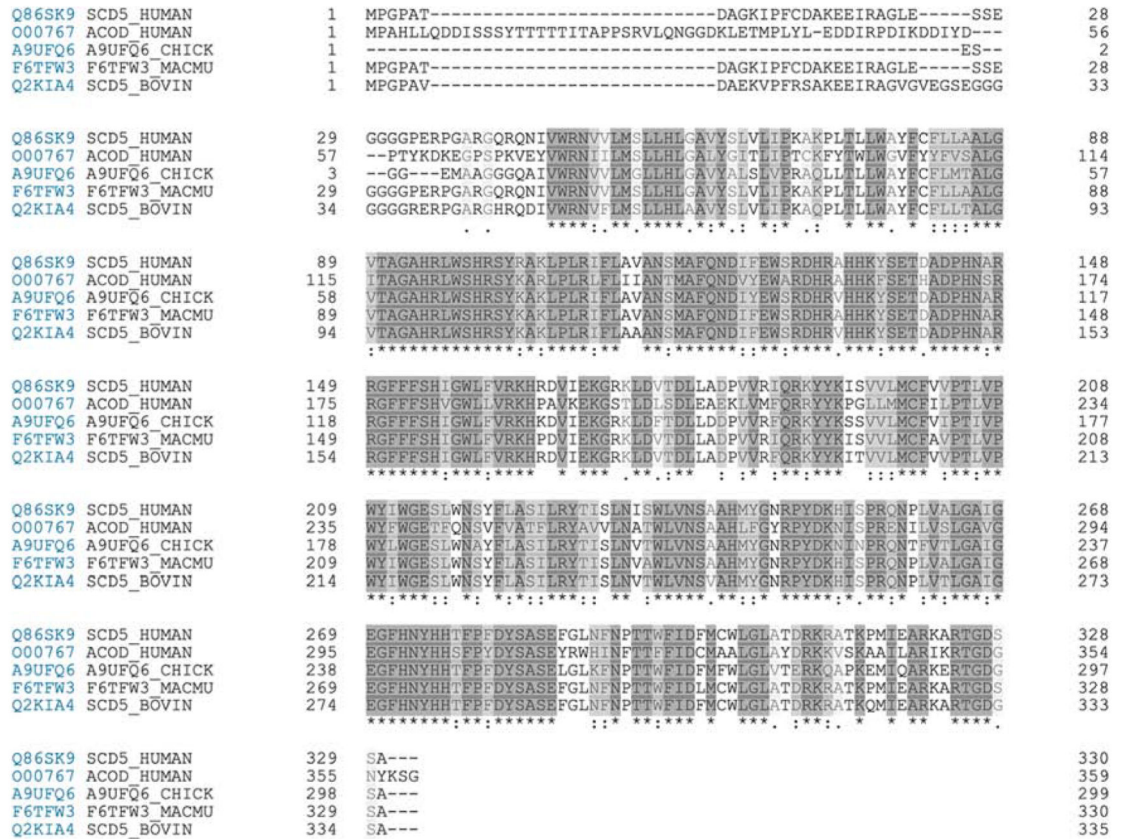 Q86SK9 SCD5_HUMAN 1 MPGPAT---------------------------DAGKIPFCDAKEEIRAGLE-----SSE 28
O00767 ACOD_HUMAN 1 MPAHLLQDDISSSYTTTTTITAPPSRVLQNGGDKLETMPLYL-EDDIRPDIKDDIYD--- 56
A9UFQ6 A9UFQ6_CHICK 1 --------------------------------------------------------ES-- 2
F6TFW3 F6TFW3_MACMU 1 MPGPAT---------------------------DAGKIPFCDAKEEIRAGLE-----SSE 28
Q2KIA4 SCD5_BOVIN 1 MPGPAV---------------------------DAEKVPFRSAKEEIRAGVGVEGSEGGG 33
Q86SK9 SCD5_HUMAN 29 GGGGPERPGARGQRQNIVWRNVVLMSLLHLGAVYSLVLIPKAKPLTLLWAYFCFLLAALG 88
O00767 ACOD_HUMAN 57 --PTYKDKEGPSPKVEYVWRNIILMSLLHLGALYGITLIPTCKFYTWLWGVFYYFVSALG 114
A9UFQ6 A9UFQ6_CHICK 3 --GG---EMAAGGGQAIVWRNVVLMGLLHLGAVYALSLVPRAQLLTLLWAYFCFLMTALG 57
F6TFW3 F6TFW3_MACMU 29 GGGGPERPGARGQRQNIVWRNVVLMSLLHLGAVYSLVLIPKAKPLTLLWAYFCFLLAALG 88
Q2KIA4 SCD5_BOVIN 34 GGGGRERPGARGHRQDIVWRNVFLMSLLHLAAVYSLVLIPKAQPLTLLWAYFCFLLTALG 93
. . ****:.**.****.*:*.: *:* .: * **. * ::::***
Q86SK9 SCD5_HUMAN 89 VTAGAHRLWSHRSYRAKLPLRIFLAVANSMAFQNDIFEWSRDHRAHHKYSETDADPHNAR 148
O00767 ACOD_HUMAN 115 ITAGAHRLWSHRSYKARLPLRLFLIIANTMAFQNDVYEWARDHRAHHKFSETHADPHNSR 174
A9UFQ6 A9UFQ6_CHICK 58 VTAGAHRLWSHRSYKAKLPLRIFLAVANSMAFQNDIYEWARDHRVHHKYSETDADPHNAR 117
F6TFW3 F6TFW3_MACMU 89 VTAGAHRLWSHRSYKAKLPLRIFLAVANSMAFQNDIFEWSRDHRVHHKYSETDADPHNAR 148
Q2KIA4 SCD5_BOVIN 94 VTAGAHRLWSHRSYKAKLPLRIFLAAANSMAFQNDIFEWSRDHRVHHKYSETDADPHNAR 153
:*************:*:****:** **:******::**:****.***:***.*****:*
Q86SK9 SCD5_HUMAN 149 RGFFFSHIGWLFVRKHRDVIEKGRKLDVTDLLADPVVRIQRKYYKISVVLMCFVVPTLVP 208
O00767 ACOD_HUMAN 175 RGFFFSHVGWLLVRKHPAVKEKGSTLDLSDLEAEKLVMFQRRYYKPGLLMMCFILPTLVP 234
A9UFQ6 A9UFQ6_CHICK 118 RGFFFSHIGWLFVRKHKDVIEKGRKLDFTDLLDDPVVRFQRKYYKSSVVLMCFVIPTIVP 177
F6TFW3 F6TFW3_MACMU 149 RGFFFSHIGWLFVRKHPDVIEKGRKLDVTDLLADPVVRIQRKYYKISVVLMCFAVPTLVP 208
Q2KIA4 SCD5_BOVIN 154 RGFFFSHIGWLFVRKHRDVIEKGRKLDVTDLLADPVVRFQRKYYKITVVLMCFVVPTLVP 213
*******:***:**** * *** .**.:** : :* :**:*** :::*** :**:**
Q86SK9 SCD5_HUMAN 209 WYIWGESLWNSYFLASILRYTISLNISWLVNSAAHMYGNRPYDKHISPRQNPLVALGAIG 268
O00767 ACOD_HUMAN 235 WYFWGETFQNSVFVATFLRYAVVLNATWLVNSAAHLFGYRPYDKNISPRENILVSLGAVG 294
A9UFQ6 A9UFQ6_CHICK 178 WYLWGESLWNAYFLASILRYTISLNVTWLVNSAAHMYGNRPYDKNINPRQNTFVTLGAIG 237
F6TFW3 F6TFW3_MACMU 209 WYIWGESLWNSYFLASILRYTISLNVTWLVNSAAHMYGNRPYDKHISPRQNPLVALGAIG 268
Q2KIA4 SCD5_BOVIN 214 WYIWGESLWNSYFLASILRYTISLNVTWLVNSAAHMYGNRPYDKHISPRQNPLVTLGAIG 273
**:***:: *: *:*::***:: ** :********::* *****:*.**:* :*:***:*
Q86SK9 SCD5_HUMAN 269 EGFHNYHHTFPFDYSASEFGLNFNPTTWFIDFMCWLGLATDRKRATKPMIEARKARTGDS 328
O00767 ACOD_HUMAN 295 EGFHNYHHSFPYDYSASEYRWHINFTTFFIDCMAALGLAYDRKKVSKAAILARIKRTGDG 354
A9UFQ6 A9UFQ6_CHICK 238 EGFHNYHHTFPFDYSASELGLKFNPTTWFIDFMFWLGLVTERKQAPKEMIQARKERTGDG 297
F6TFW3 F6TFW3_MACMU 269 EGFHNYHHTFPFDYSASEFGLNFNPTTWFIDLMCWLGLATDRKRATKPMIEARKARTGDS 328
Q2KIA4 SCD5_BOVIN 274 EGFHNYHHTFPFDYSASEFGLNFNPTTWFIDFMCWLGLATDRKRATKQMIEARKARTGDG 333
********:**:****** ::* **:*** * ***. :**:. * * ** ****.
Q86SK9 SCD5_HUMAN 329 SA--- 330
O00767 ACOD_HUMAN 355 NYKSG 359
A9UFQ6 A9UFQ6_CHICK 298 SA--- 299
F6TFW3 F6TFW3_MACMU 329 SA--- 330
Q2KIA4 SCD5_BOVIN 334 SA--- 335